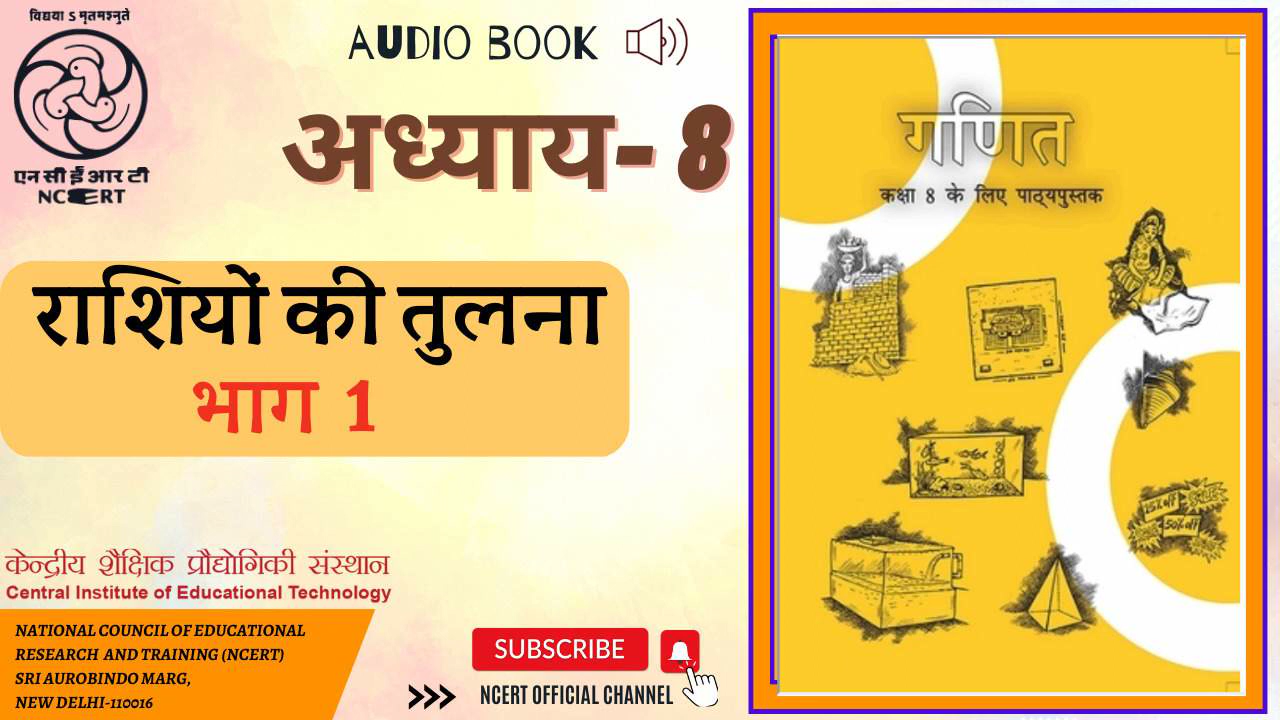 विद्यया ऽ मृतमश्नुते
एन सी ई आर टी
NCERT
AUDIO BOOK
अध्याय- 8
राशियों की तुलना
भाग 1
केन्द्रीय शैक्षिक प्रौद्योगिकी संस्थान
Central Institute of Educational Technology
NATIONAL COUNCIL OF EDUCATIONAL
RESEARCH AND TRAINING (NCERT)
SRI AUROBINDO MARG,
NEW DELHI-110016
SUBSCRIBE
NCERT OFFICIAL CHANNEL
गणित
कक्षा 8 के लिए पाठ्यपुस्तक
50% off